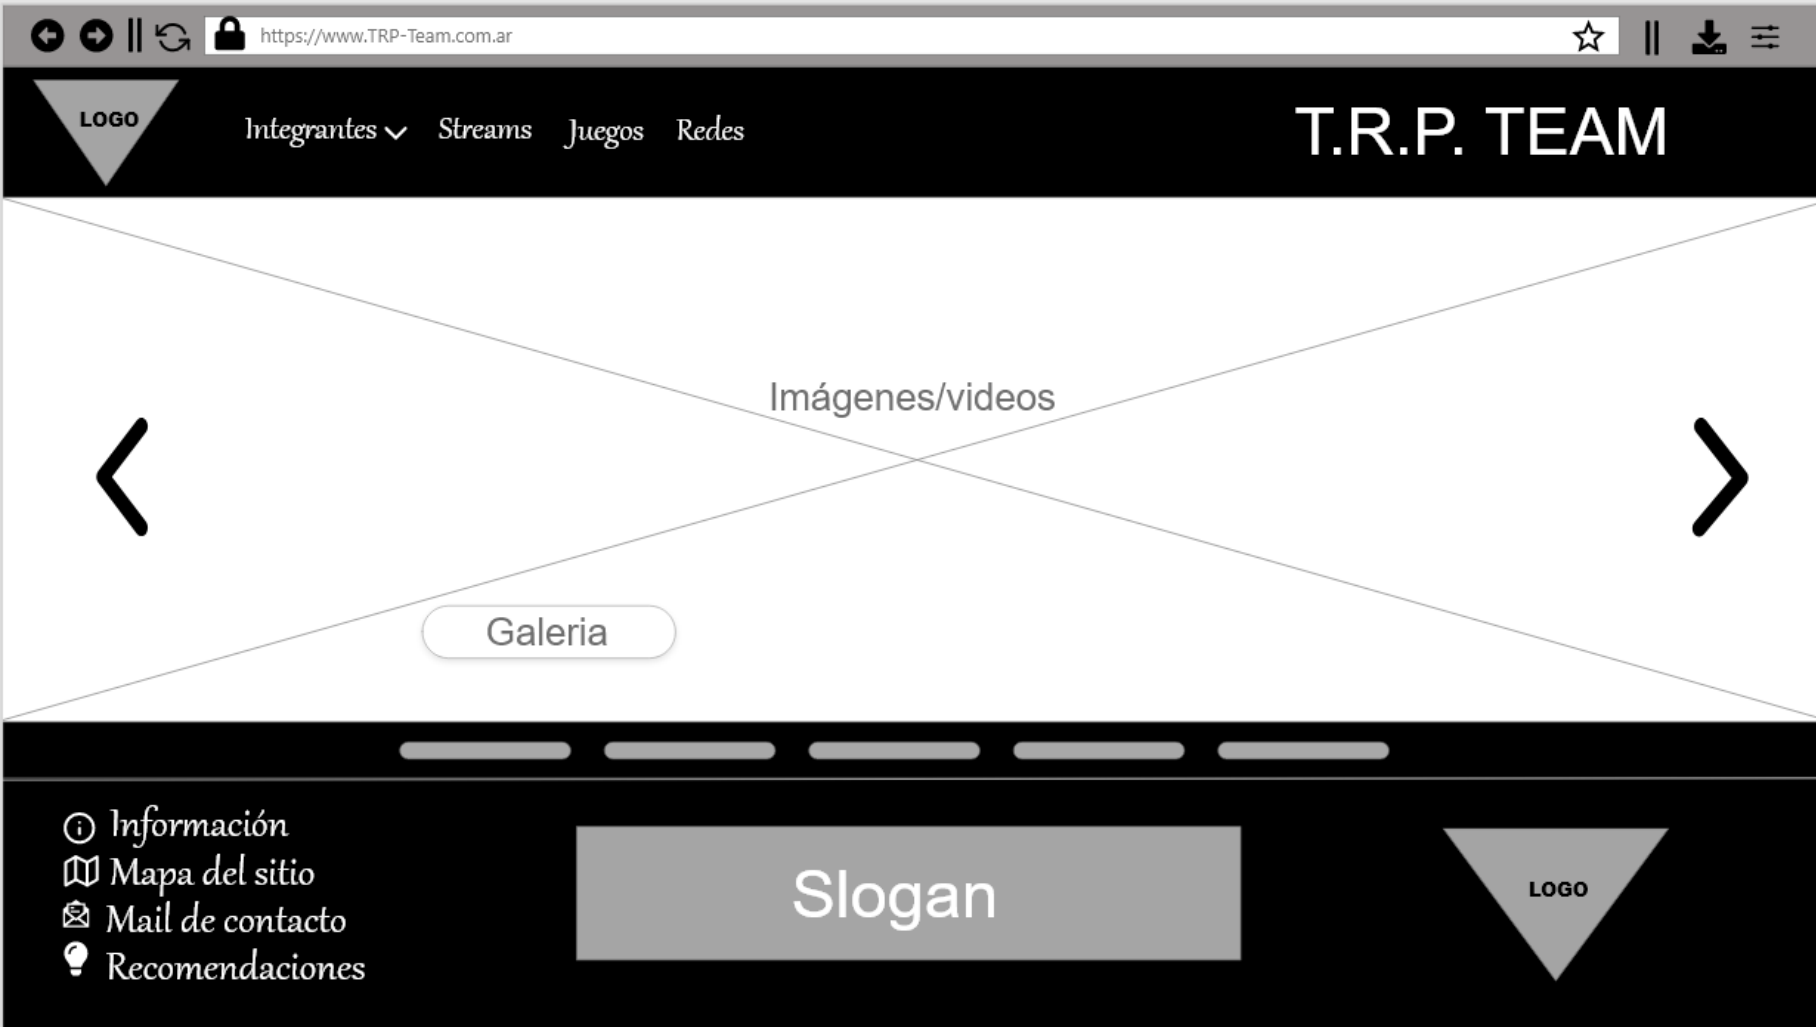 https://www.TRP-Team.com.ar
LOGO
Integrantes Streams Juegos Redes
T.R.P. TEAM
Imágenes/videos
Galeria
Información
Mapa del sitio
Mail de contacto
Recomendaciones
Slogan
LOGO